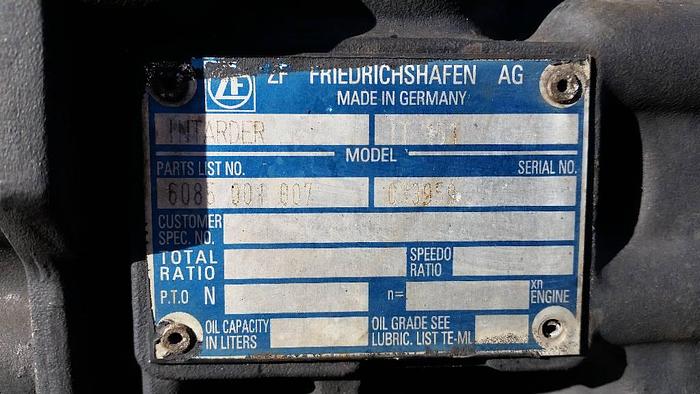 ZF
ZF FRIEDRICHSHAFEN AG
MADE IN GERMANY
INTARDER
MODEL
PARTS LIST NO.
SERIAL NO.
6085 001 007
CUSTOMER
SPEC. NO.
TOTAL
RATIO
SPEEDO
RATIO
P.T.O N
n=
xn
ENGINE
OIL CAPACITY
IN LITERS
OIL GRADE SEE
LUBRIC. LIST TE-ML